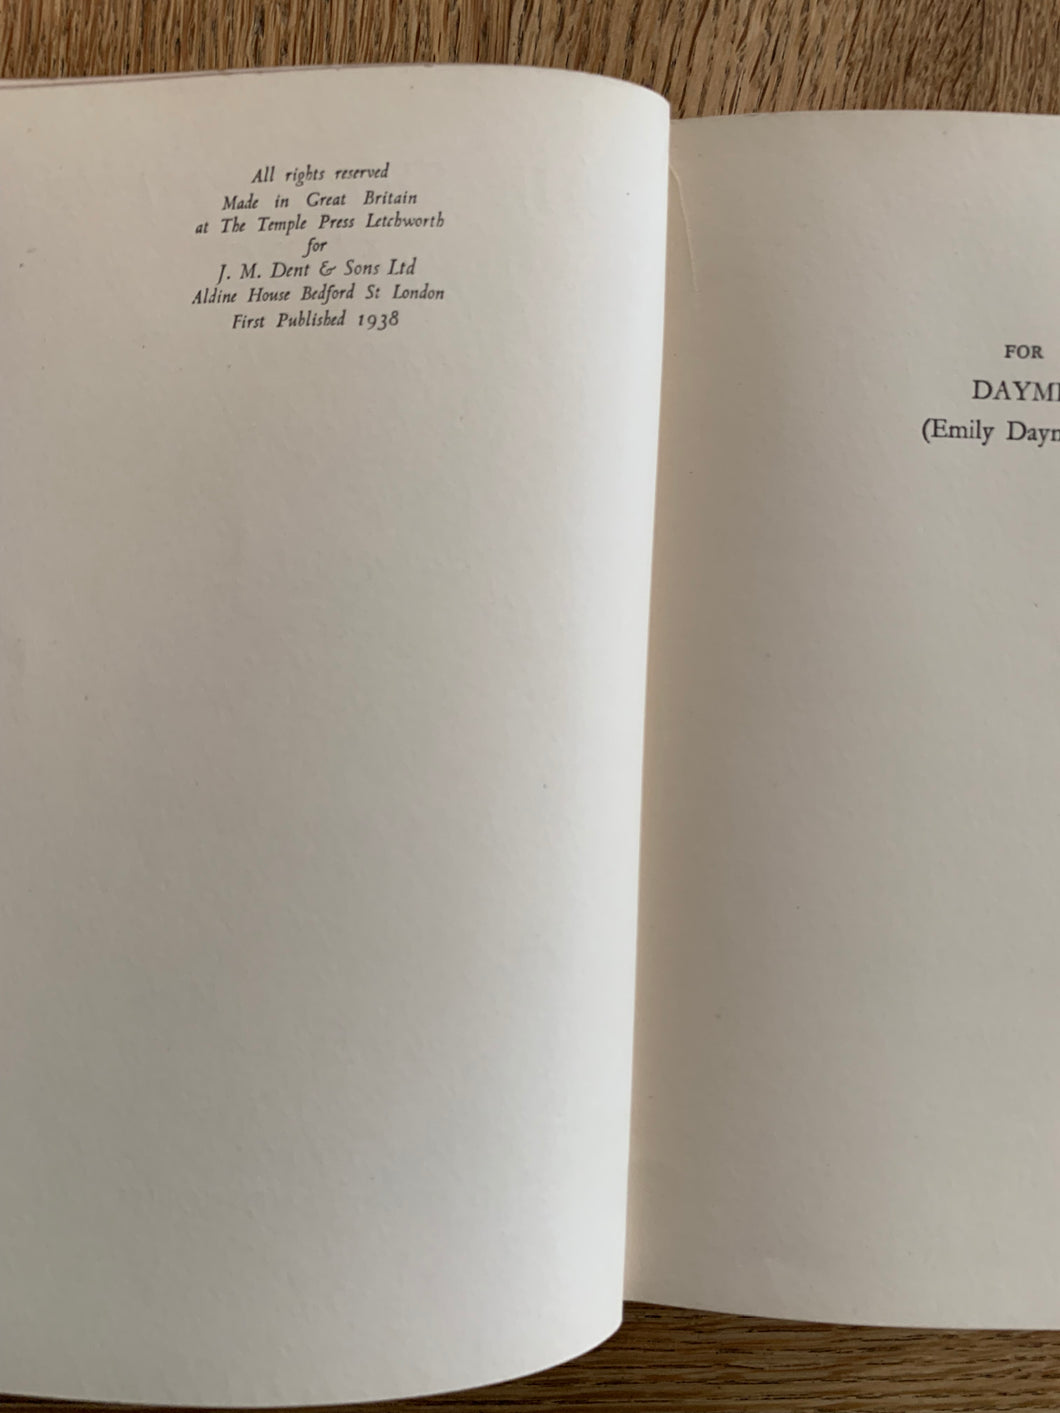 All rights reserved
Made in Great Britain
at The Temple Press Letchworth
for
J. M. Dent & Sons Ltd
Aldine House Bedford St London
First Published 1938
FOR
(Emily